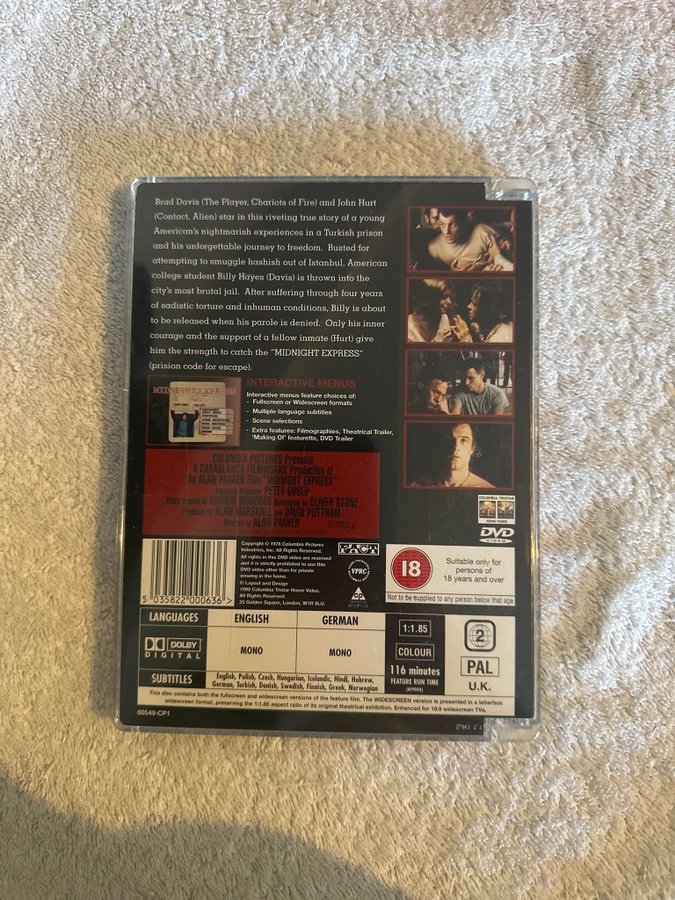 Brad Davis (The Player, Chariots of Fire) and John Hurt
(Contact, Alien) star in this riveting true story of a young
American's nightmarish experiences in a Turkish prison
and his unforgettable journey to freedom. Busted for
attempting to smuggle hashish out of Istanbul, American
college student Billy Hayes (Davis) is thrown into the
city's most brutal jail. After suffering through four years
of sadistic torture and inhuman conditions, Billy is about
to be released when his parole is denied. Only his inner
courage and the support of a fellow inmate (Hurt) give
him the strength to catch the "MIDNIGHT EXPRESS"
(prision code for escape).
MIDNIGHT EXPRESS
INTERACTIVE MENUS
Interactive menus feature choices of:
- Fullscreen or Widescreen formats
- Multiple language subtitles
- Scene selections
- Extra features: Filmographies, Theatrical Trailer,
'Making Of' featurette, DVD Trailer
COLUMBIA PICTURES Presents
A CASABLANCA FILMWORKS Production of
An ALAN PARKER Film "MIDNIGHT EXPRESS"
Executive Producer PETER GUBER
Music created by GIORGIO MORODER Screenplay by OLIVER STONE
Produced by ALAN MARSHALL and DAVID PUTTNAM
Directed by ALAN PARKER
COLUMBIA TRISTAR
HOME VIDEO
DVD
VIDEO
5 035822 000636 >
Copyright © 1978 Columbia Pictures
Industries, Inc. All Rights Reserved.
All rights in this DVD video are reserved
and it is strictly prohibited to use this
DVD video other than for private
viewing in the home.
© Layout and Design
1999 Columbia Tristar Home Video.
All Rights Reserved.
25 Golden Square, London, W1R 6LU.
FACT
VPRC
18
Suitable only for
persons of
18 years and over
Not to be supplied to any person below that age
LANGUAGES
ENGLISH
GERMAN
DOLBY
DIGITAL
MONO
MONO
1:1.85
COLOUR
116 minutes
FEATURE RUN TIME
(APPROX)
2
PAL
U.K.
SUBTITLES
English, Polish, Czech, Hungarian, Icelandic, Hindi, Hebrew,
German, Turkish, Danish, Swedish, Finnish, Greek, Norwegian
This disc contains both the fullscreen and widescreen versions of the feature film. The WIDESCREEN version is presented in a letterbox
widescreen format, preserving the 1:1.85 aspect ratio of its original theatrical exhibition. Enhanced for 16:9 widescreen TVs.
00549-CP1